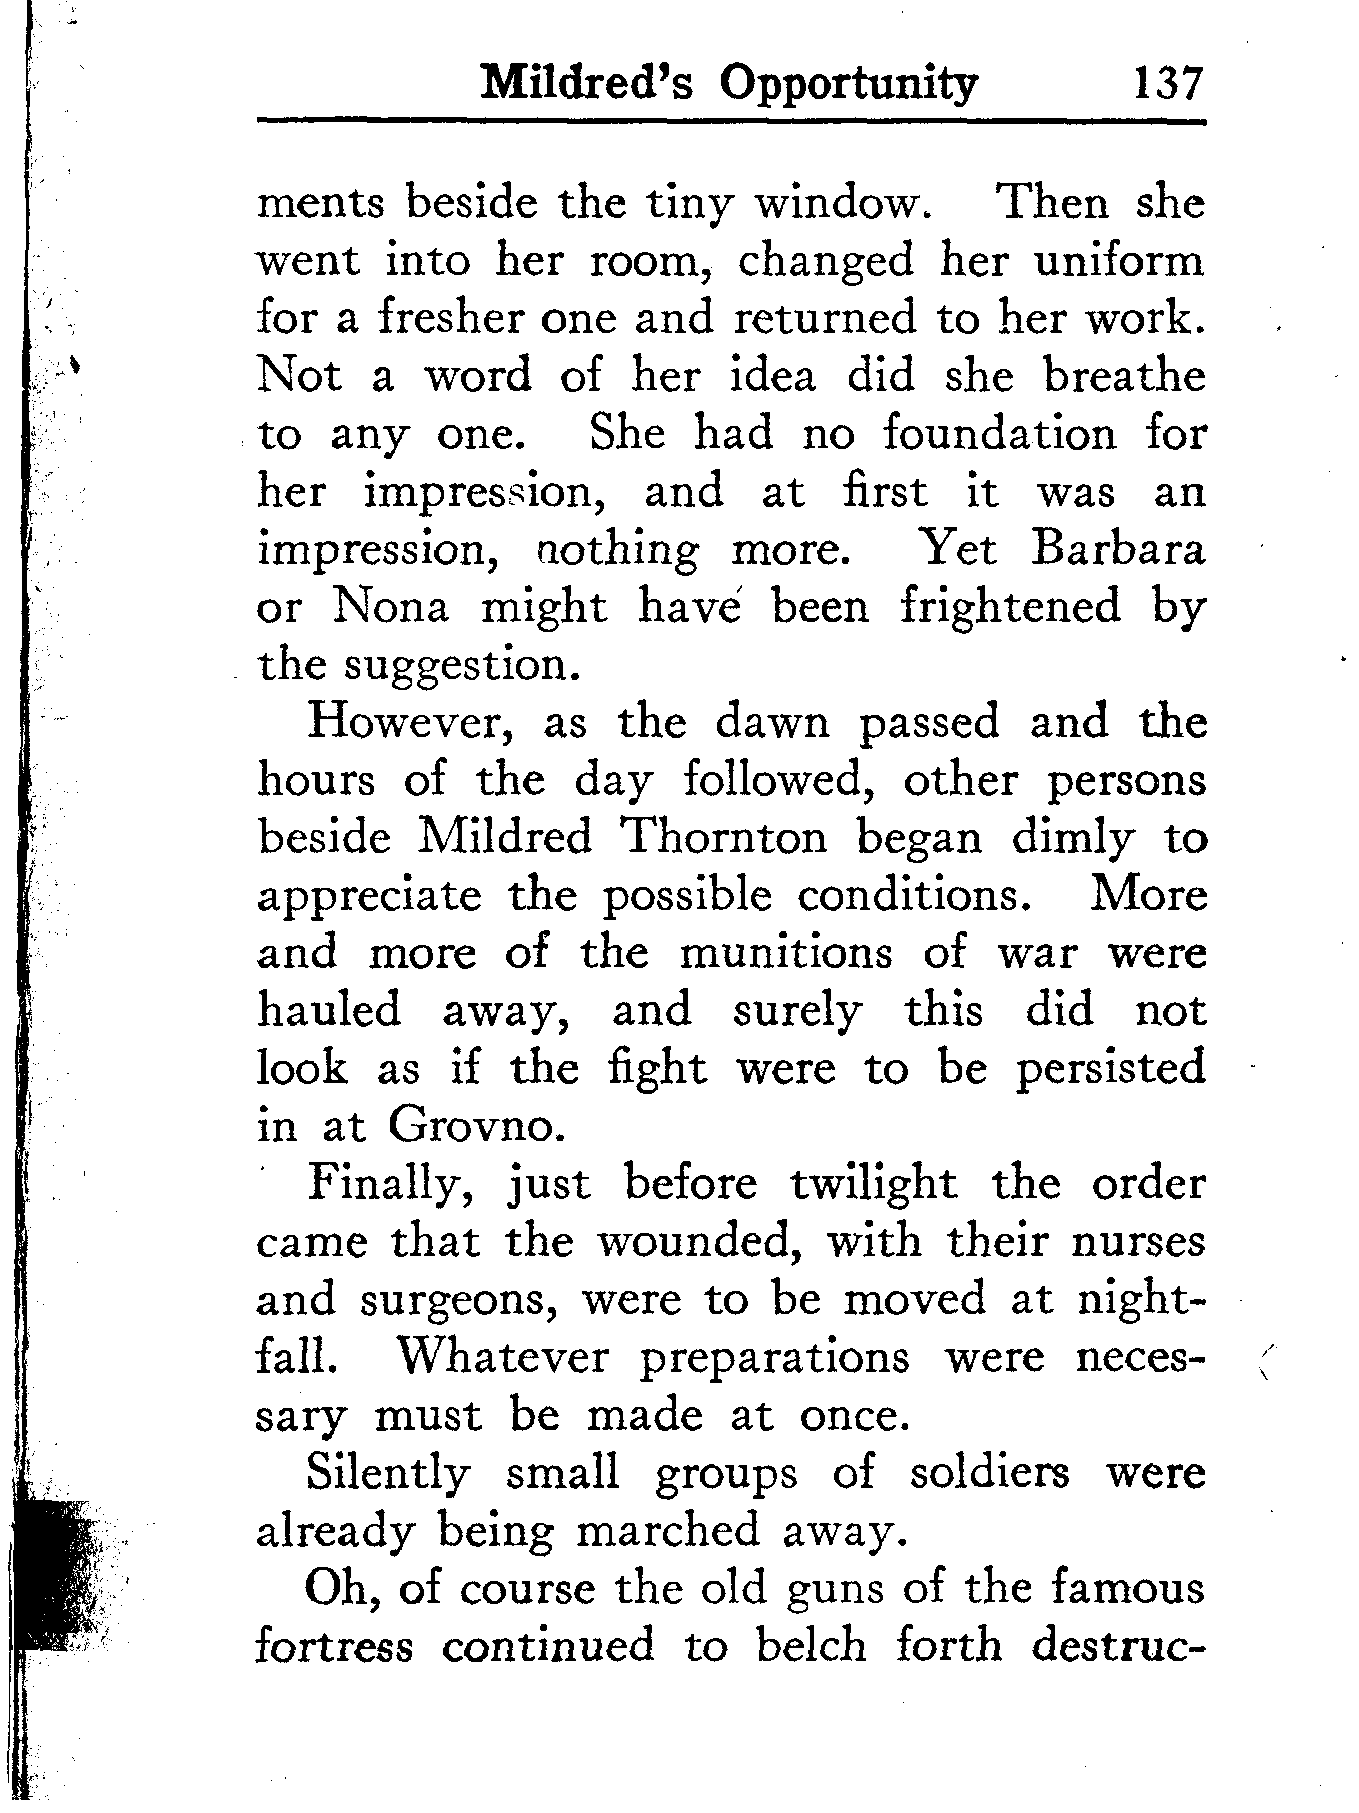 Mildred's Opportunity 137
ments beside the tiny window. Then she
went into her room, changed her uniform
for a fresher one and returned to her work.
Not a word of her idea did she breathe
to any one. She had no foundation for
her impression, and at first it was an
impression, nothing more. Yet Barbara
or Nona might have been frightened by
the suggestion.
However, as the dawn passed and the
hours of the day followed, other persons
beside Mildred Thornton began dimly to
appreciate the possible conditions. More
and more of the munitions of war were
hauled away, and surely this did not
look as if the fight were to be persisted
in at Grovno.
Finally, just before twilight the order
came that the wounded, with their nurses
and surgeons, were to be moved at night-
fall. Whatever preparations were neces-
sary must be made at once.
Silently small groups of soldiers were
already being marched away.
Oh, of course the old guns of the famous
fortress continued to belch forth destruc-